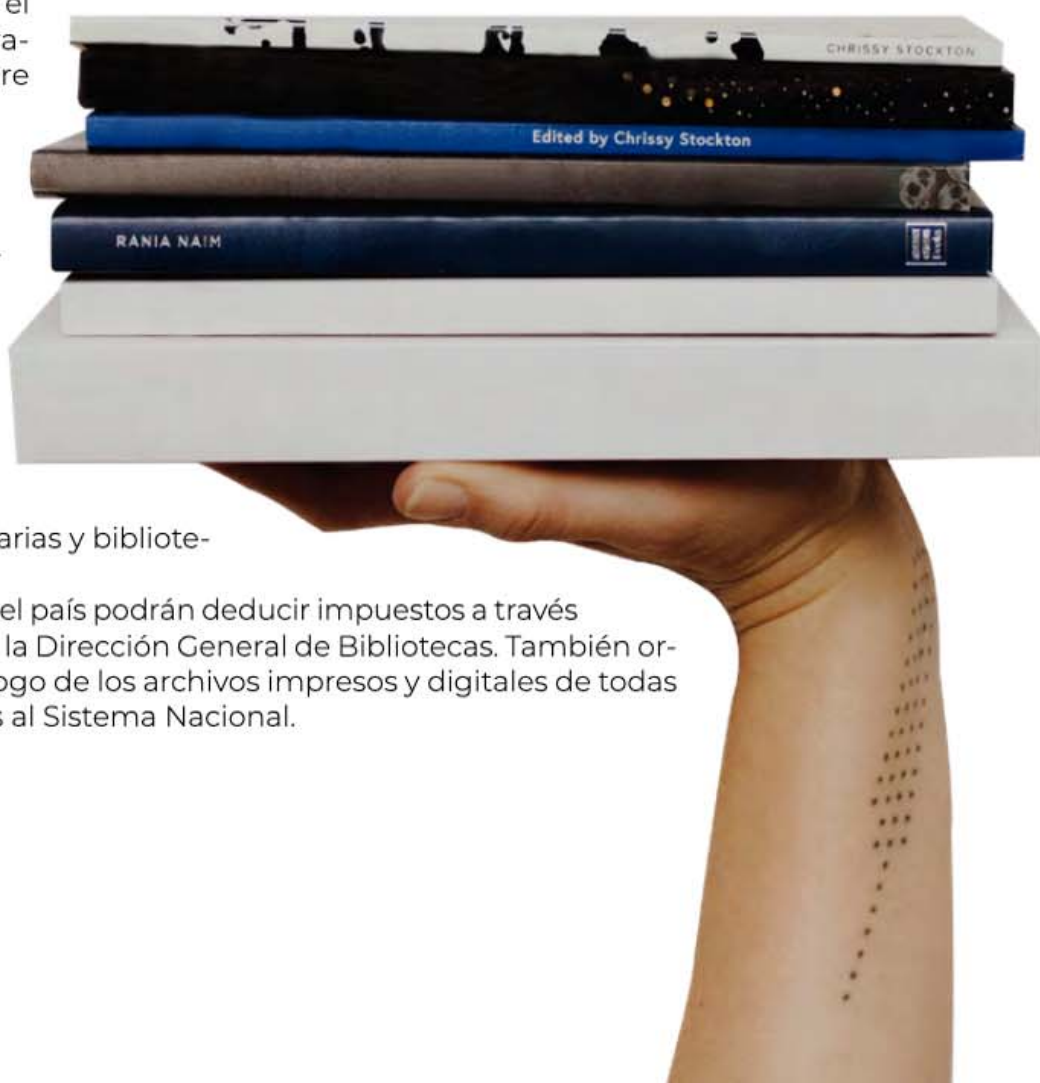 el
va-
re
CHRISSY STOCKTON
Edited by Chrissy Stockton
RANIA NAIM
arias y bibliote-
el país podrán deducir impuestos a través
la Dirección General de Bibliotecas. También or-
ogo de los archivos impresos y digitales de todas
s al Sistema Nacional.